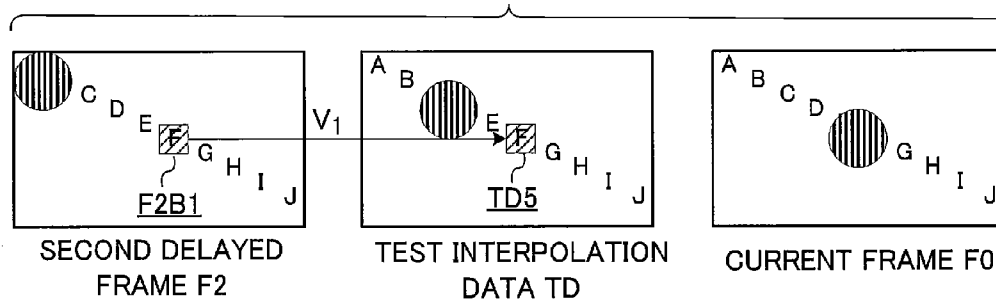 C D E F G H I J
F2B1
SECOND DELAYED
FRAME F2
V1
A B E F G H I J
TD5
TEST INTERPOLATION
DATA TD
A B C D G H I J
CURRENT FRAME F0